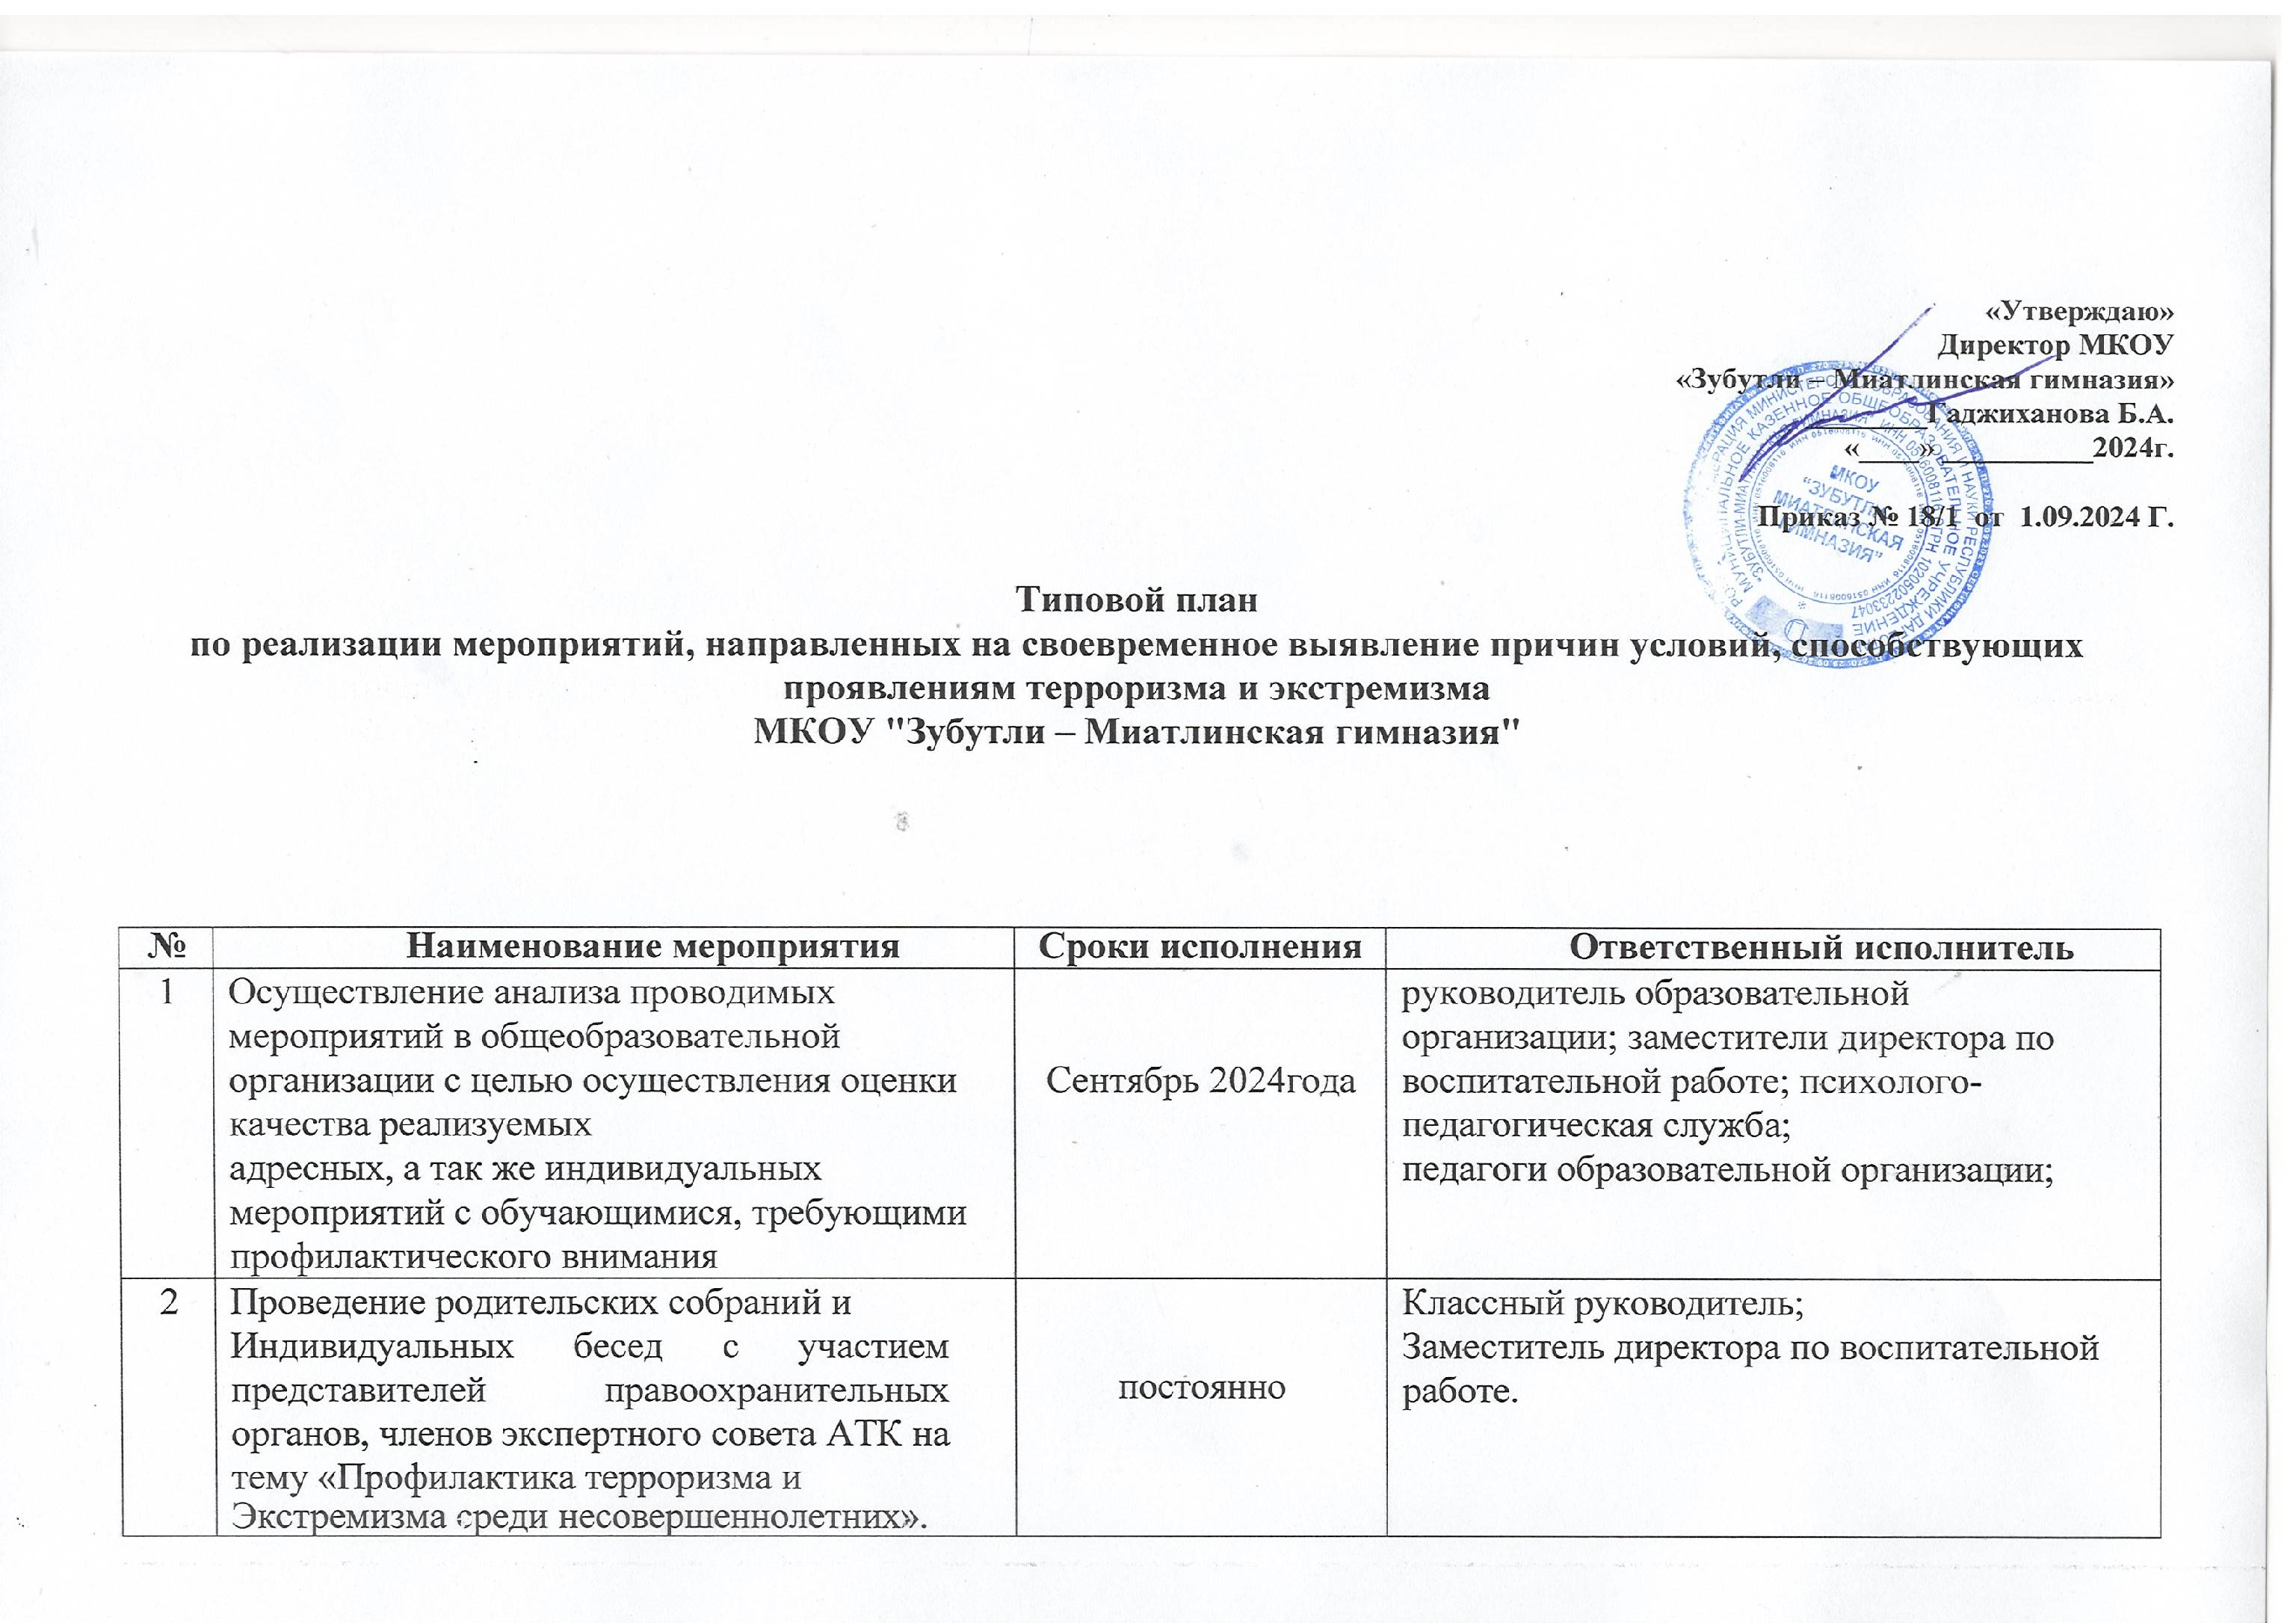 «Утверждаю»
Директор МКОУ
«Зубутли – Миатлинская гимназия»
________Гаджиханова Б.А.
«____»__________2024г.
Приказ № 18/1 от 1.09.2024 Г.
МКОУ
"ЗУБУТЛИ-
МИАТЛИНСКАЯ
ГИМНАЗИЯ"
Типовой план
по реализации мероприятий, направленных на своевременное выявление причин условий, способствующих
проявлениям терроризма и экстремизма
МКОУ "Зубутли – Миатлинская гимназия"
№ Наименование мероприятия Сроки исполнения Ответственный исполнитель
1
Осуществление анализа проводимых
мероприятий в общеобразовательной
организации с целью осуществления оценки
качества реализуемых
адресных, а так же индивидуальных
мероприятий с обучающимися, требующими
профилактического внимания
Сентябрь 2024года
руководитель образовательной
организации; заместители директора по
воспитательной работе; психолого-
педагогическая служба;
педагоги образовательной организации;
2
Проведение родительских собраний и
Индивидуальных бесед с участием
представителей правоохранительных
органов, членов экспертного совета АТК на
тему «Профилактика терроризма и
Экстремизма среди несовершеннолетних».
постоянно
Классный руководитель;
Заместитель директора по воспитательной
работе.